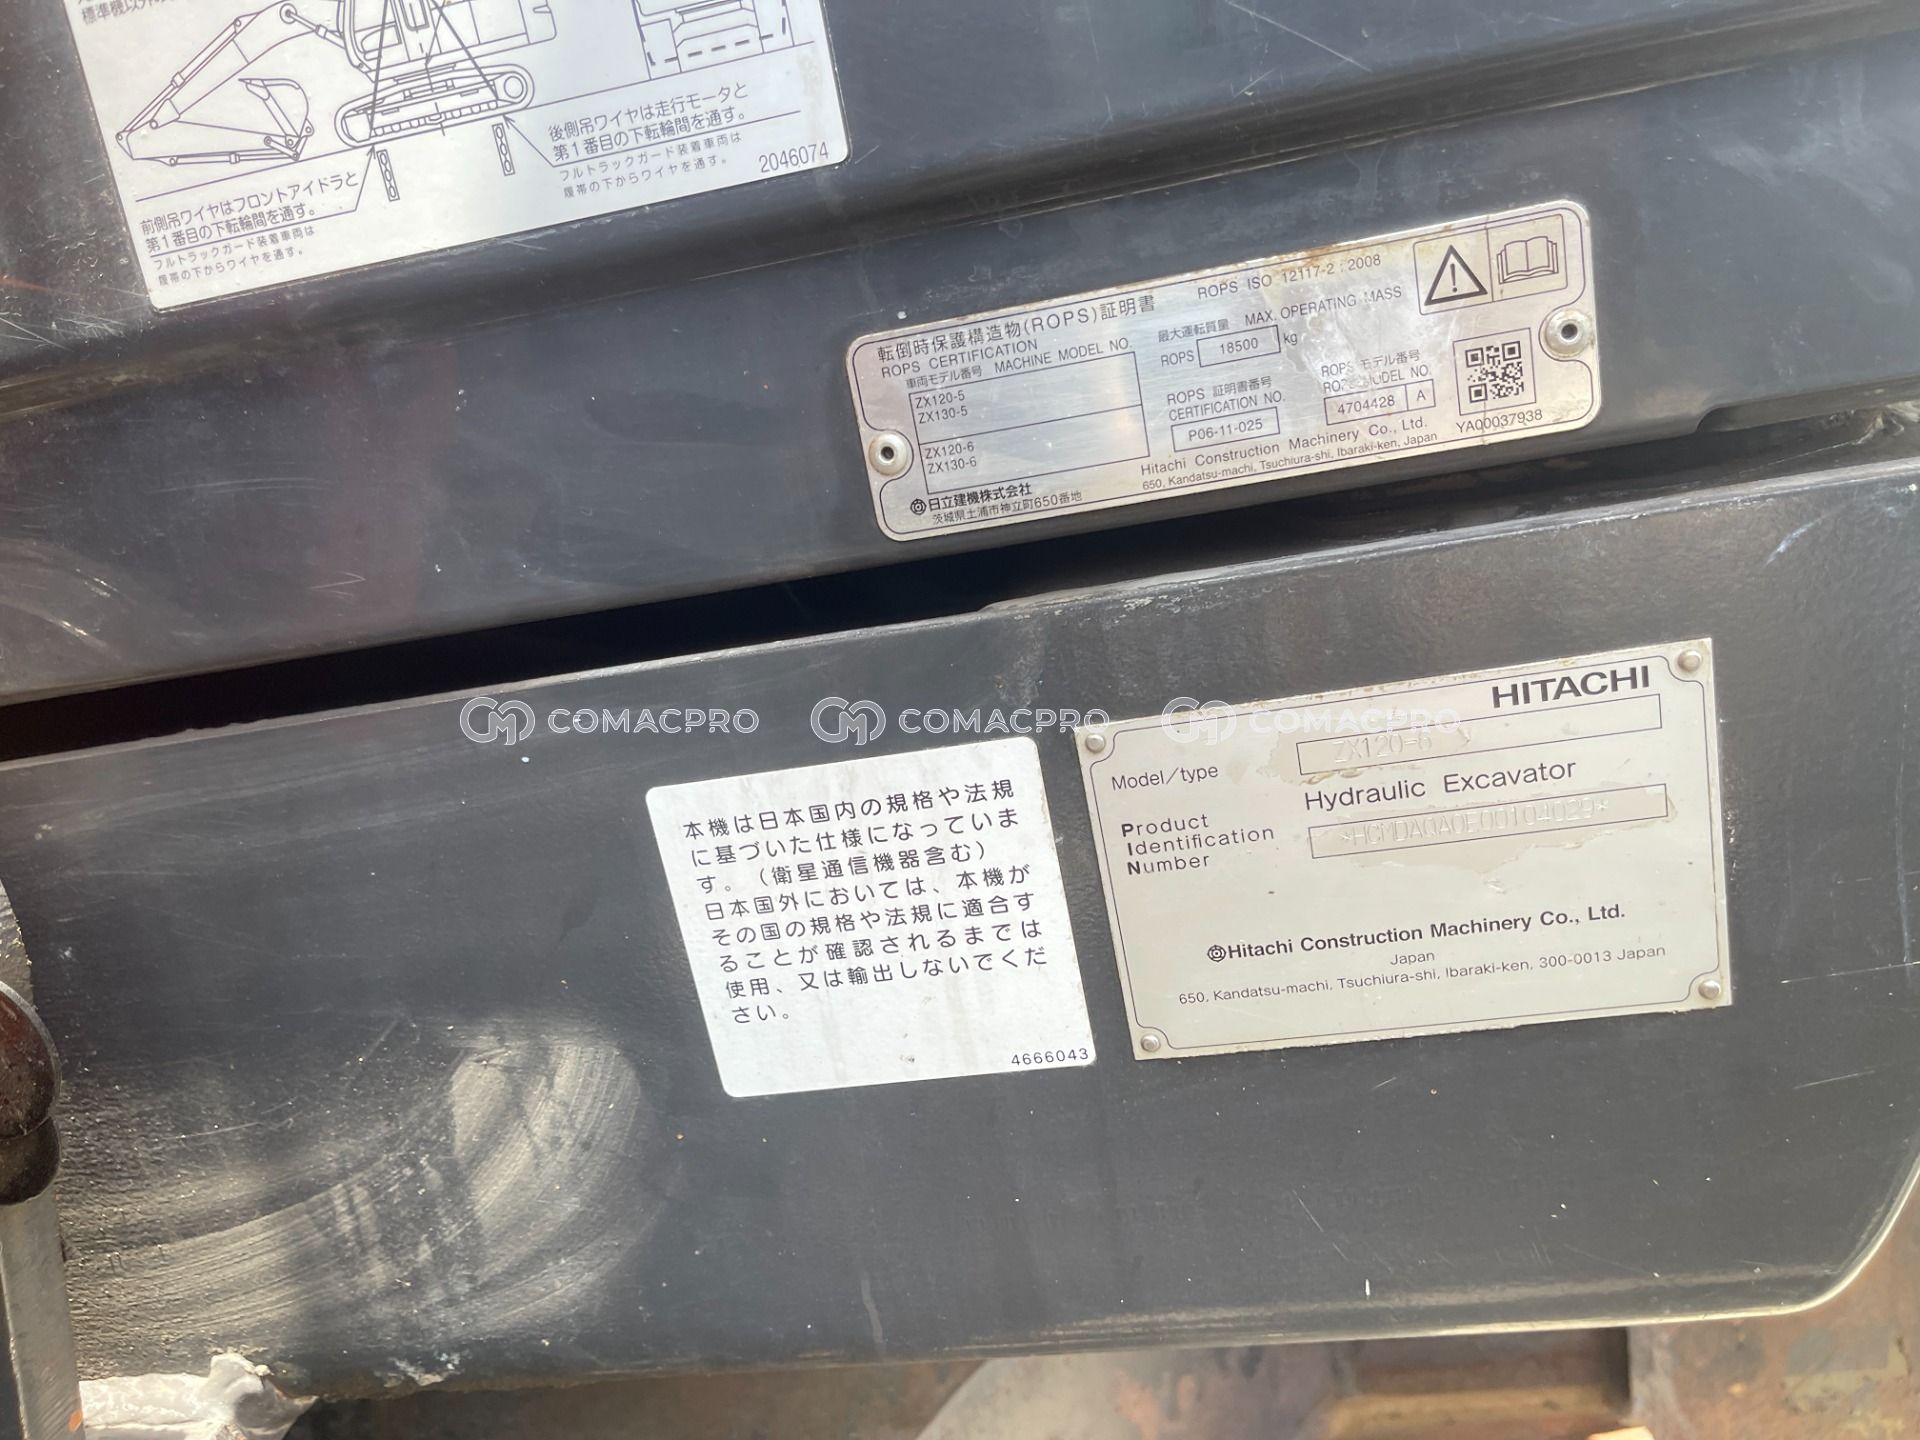 後側吊ワイヤは走行モータと
第1番目の下転輪間を通す。
フルトラックガード装着車両は
履帯の下からワイヤを通す。
2046074
前側吊ワイヤはフロントアイドラと
第1番目の下転輪間を通す。
フルトラックガード装着車両は
履帯の下からワイヤを通す。
転倒時保護構造物(ROPS)証明書
ROPS CERTIFICATION
ROPS ISO 12117-2 : 2008
車両モデル番号 MACHINE MODEL NO.
ZX120-5
ZX130-5
ZX120-6
ZX130-6
最大運転質量 MAX. OPERATING MASS
ROPS 18500 kg
ROPS 証明書番号
CERTIFICATION NO.
P06-11-025
ROPS モデル番号
ROPS MODEL NO.
4704428 A
YA00037938
日立建機株式会社
茨城県土浦市神立町650番地
Hitachi Construction Machinery Co., Ltd.
650, Kandatsu-machi, Tsuchiura-shi, Ibaraki-ken, Japan
COMACPRO COMACPRO COMACPRO
本機は日本国内の規格や法規
に基づいた仕様になっていま
す。（衛星通信機器含む）
日本国外においては、本機が
その国の規格や法規に適合す
ることが確認されるまでは
使用、又は輸出しないでくだ
さい。
4666043
HITACHI
Model/type ZX120-6
Hydraulic Excavator
Product
Identification
Number
*HCMDAQA0E00104029*
Hitachi Construction Machinery Co., Ltd.
Japan
650, Kandatsu-machi, Tsuchiura-shi, Ibaraki-ken, 300-0013 Japan